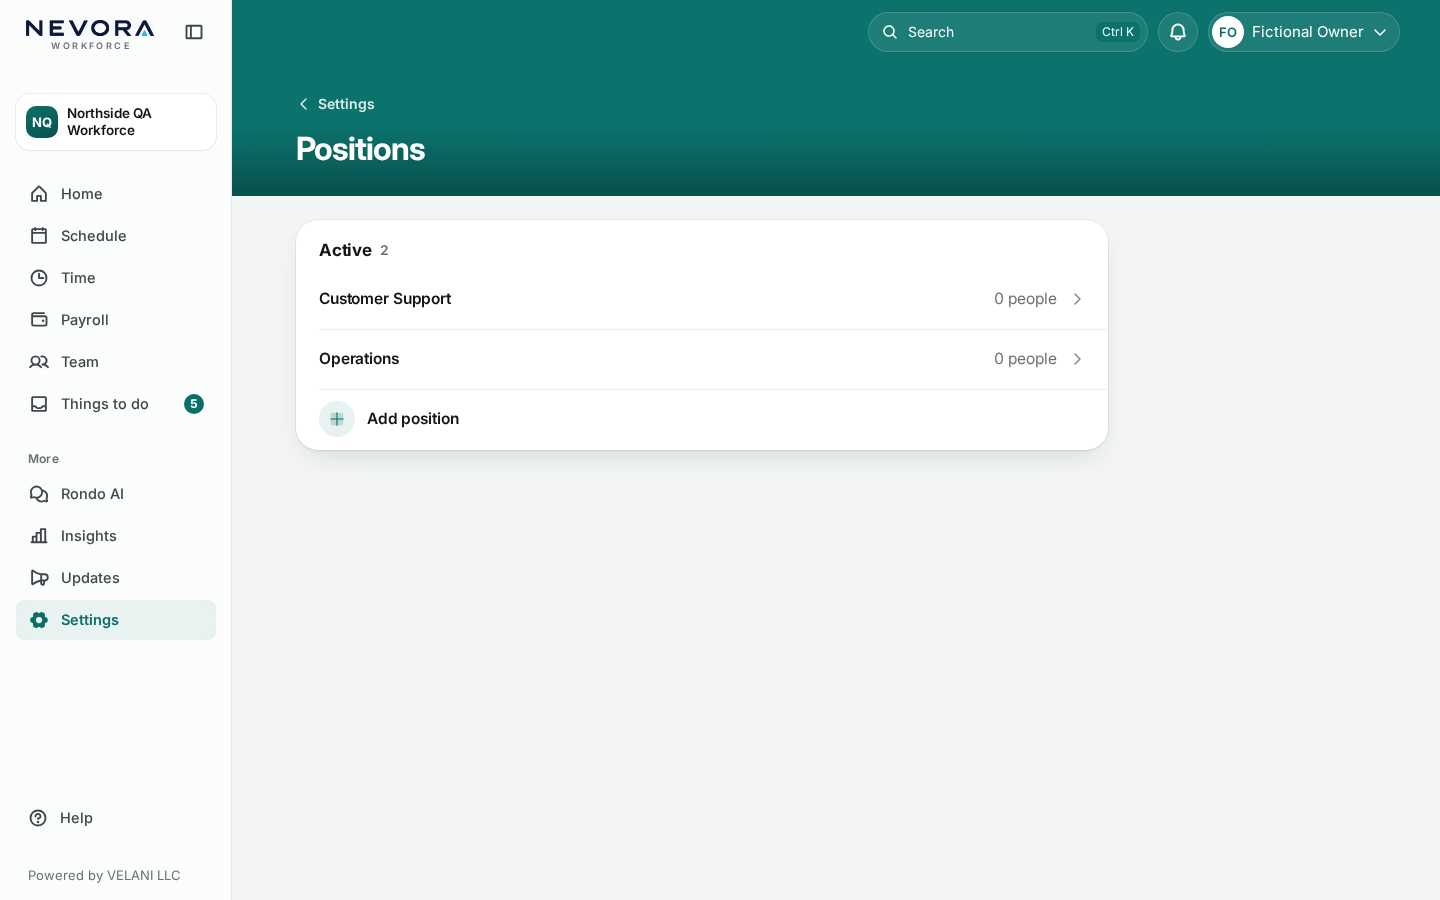 NEVORA
WORKFORCE
Search
Ctrl K
FO
Fictional Owner
NQ
Northside QA
Workforce
Settings
Positions
Home
Schedule
Time
Payroll
Team
Things to do
5
More
Rondo AI
Insights
Updates
Settings
Help
Powered by VELANI LLC
Active 2
Customer Support
0 people
Operations
0 people
Add position